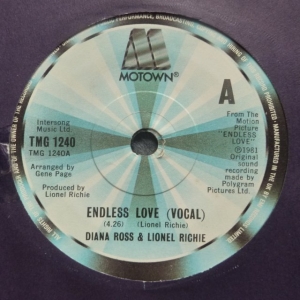 MOTOWN®
A
Intersong
Music Ltd.
TMG 1240
TMG 1240A
Arranged by
Gene Page
Produced by
Lionel Richie
From The
Motion
Picture
"ENDLESS
LOVE"
℗1981
Original
sound
recording
made by
Polygram
Pictures Ltd.
ENDLESS LOVE (VOCAL)
(4.26) (Lionel Richie)
DIANA ROSS & LIONEL RICHIE